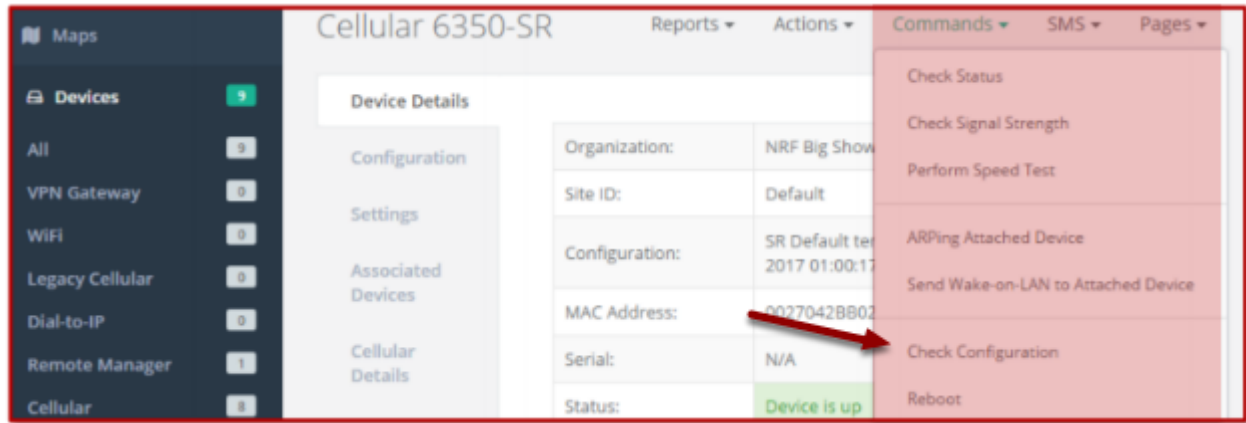 Maps
Devices 9
All 9
VPN Gateway 0
WiFi 0
Legacy Cellular 0
Dial-to-IP 0
Remote Manager 1
Cellular 8
Cellular 6350-SR
Reports Actions Commands SMS Pages
Device Details
Configuration
Settings
Associated
Devices
Cellular
Details
Organization: NRF Big Show
Site ID: Default
Configuration: SR Default ter
2017 01:00:17
MAC Address: 0027042BB02
Serial: N/A
Status: Device is up
Check Status
Check Signal Strength
Perform Speed Test
ARPing Attached Device
Send Wake-on-LAN to Attached Device
Check Configuration
Reboot